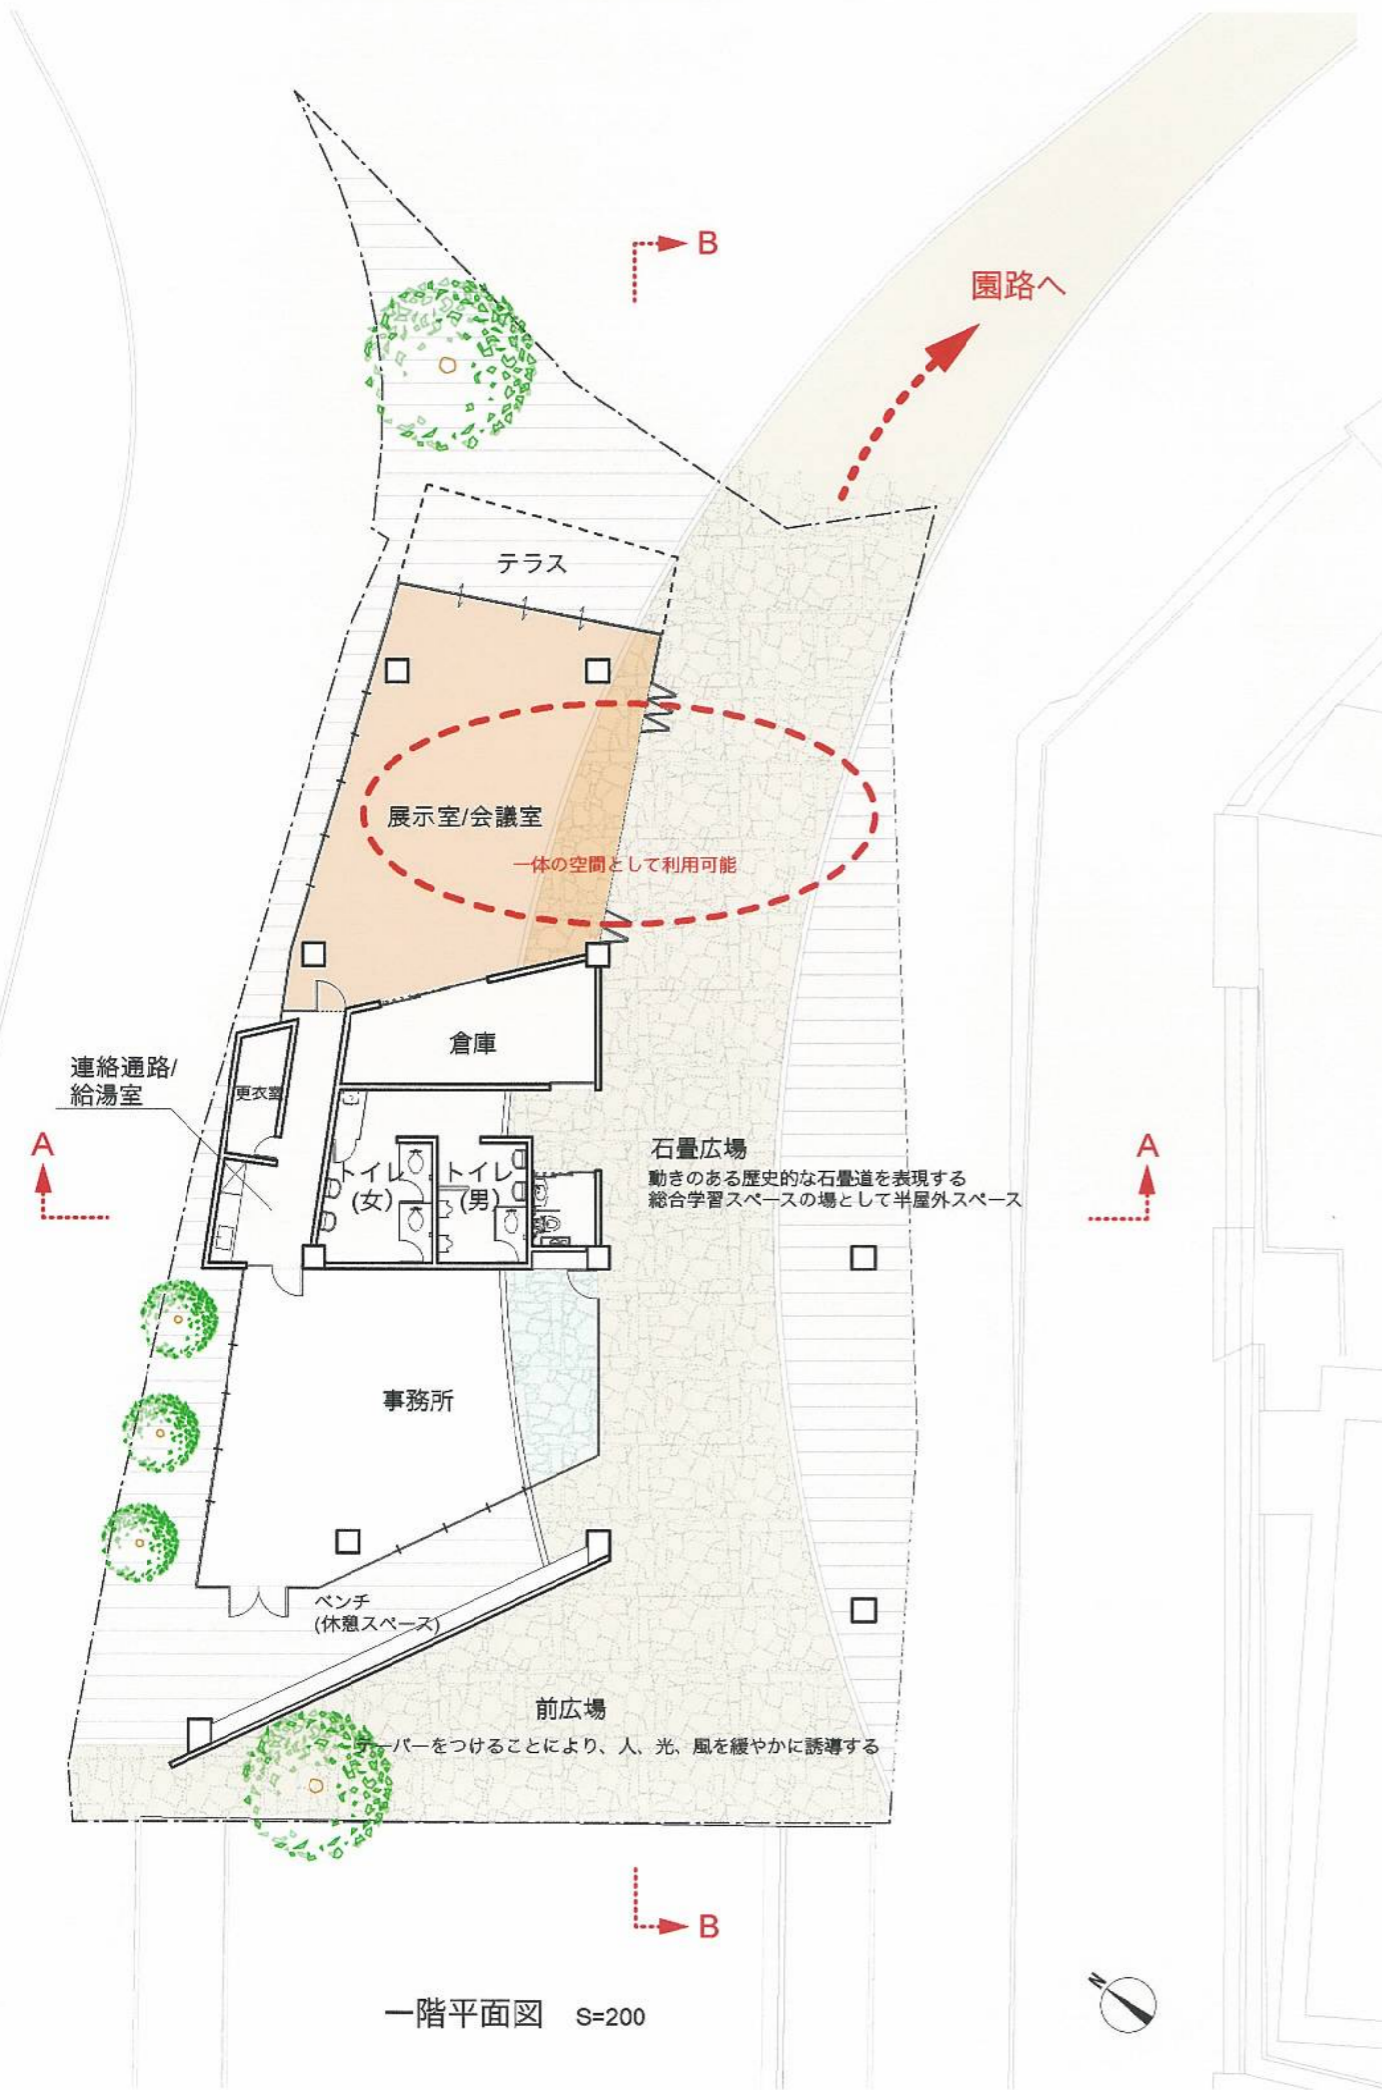 B
園路へ
テラス
展示室/会議室
一体の空間として利用可能
倉庫
連絡通路/
給湯室
更衣室
A
A
トイレ
(女)
トイレ
(男)
石畳広場
動きのある歴史的な石畳道を表現する
総合学習スペースの場として半屋外スペース
事務所
ベンチ
(休憩スペース)
前広場
テーパーをつけることにより、人、光、風を緩やかに誘導する
B
N
一階平面図 S=200